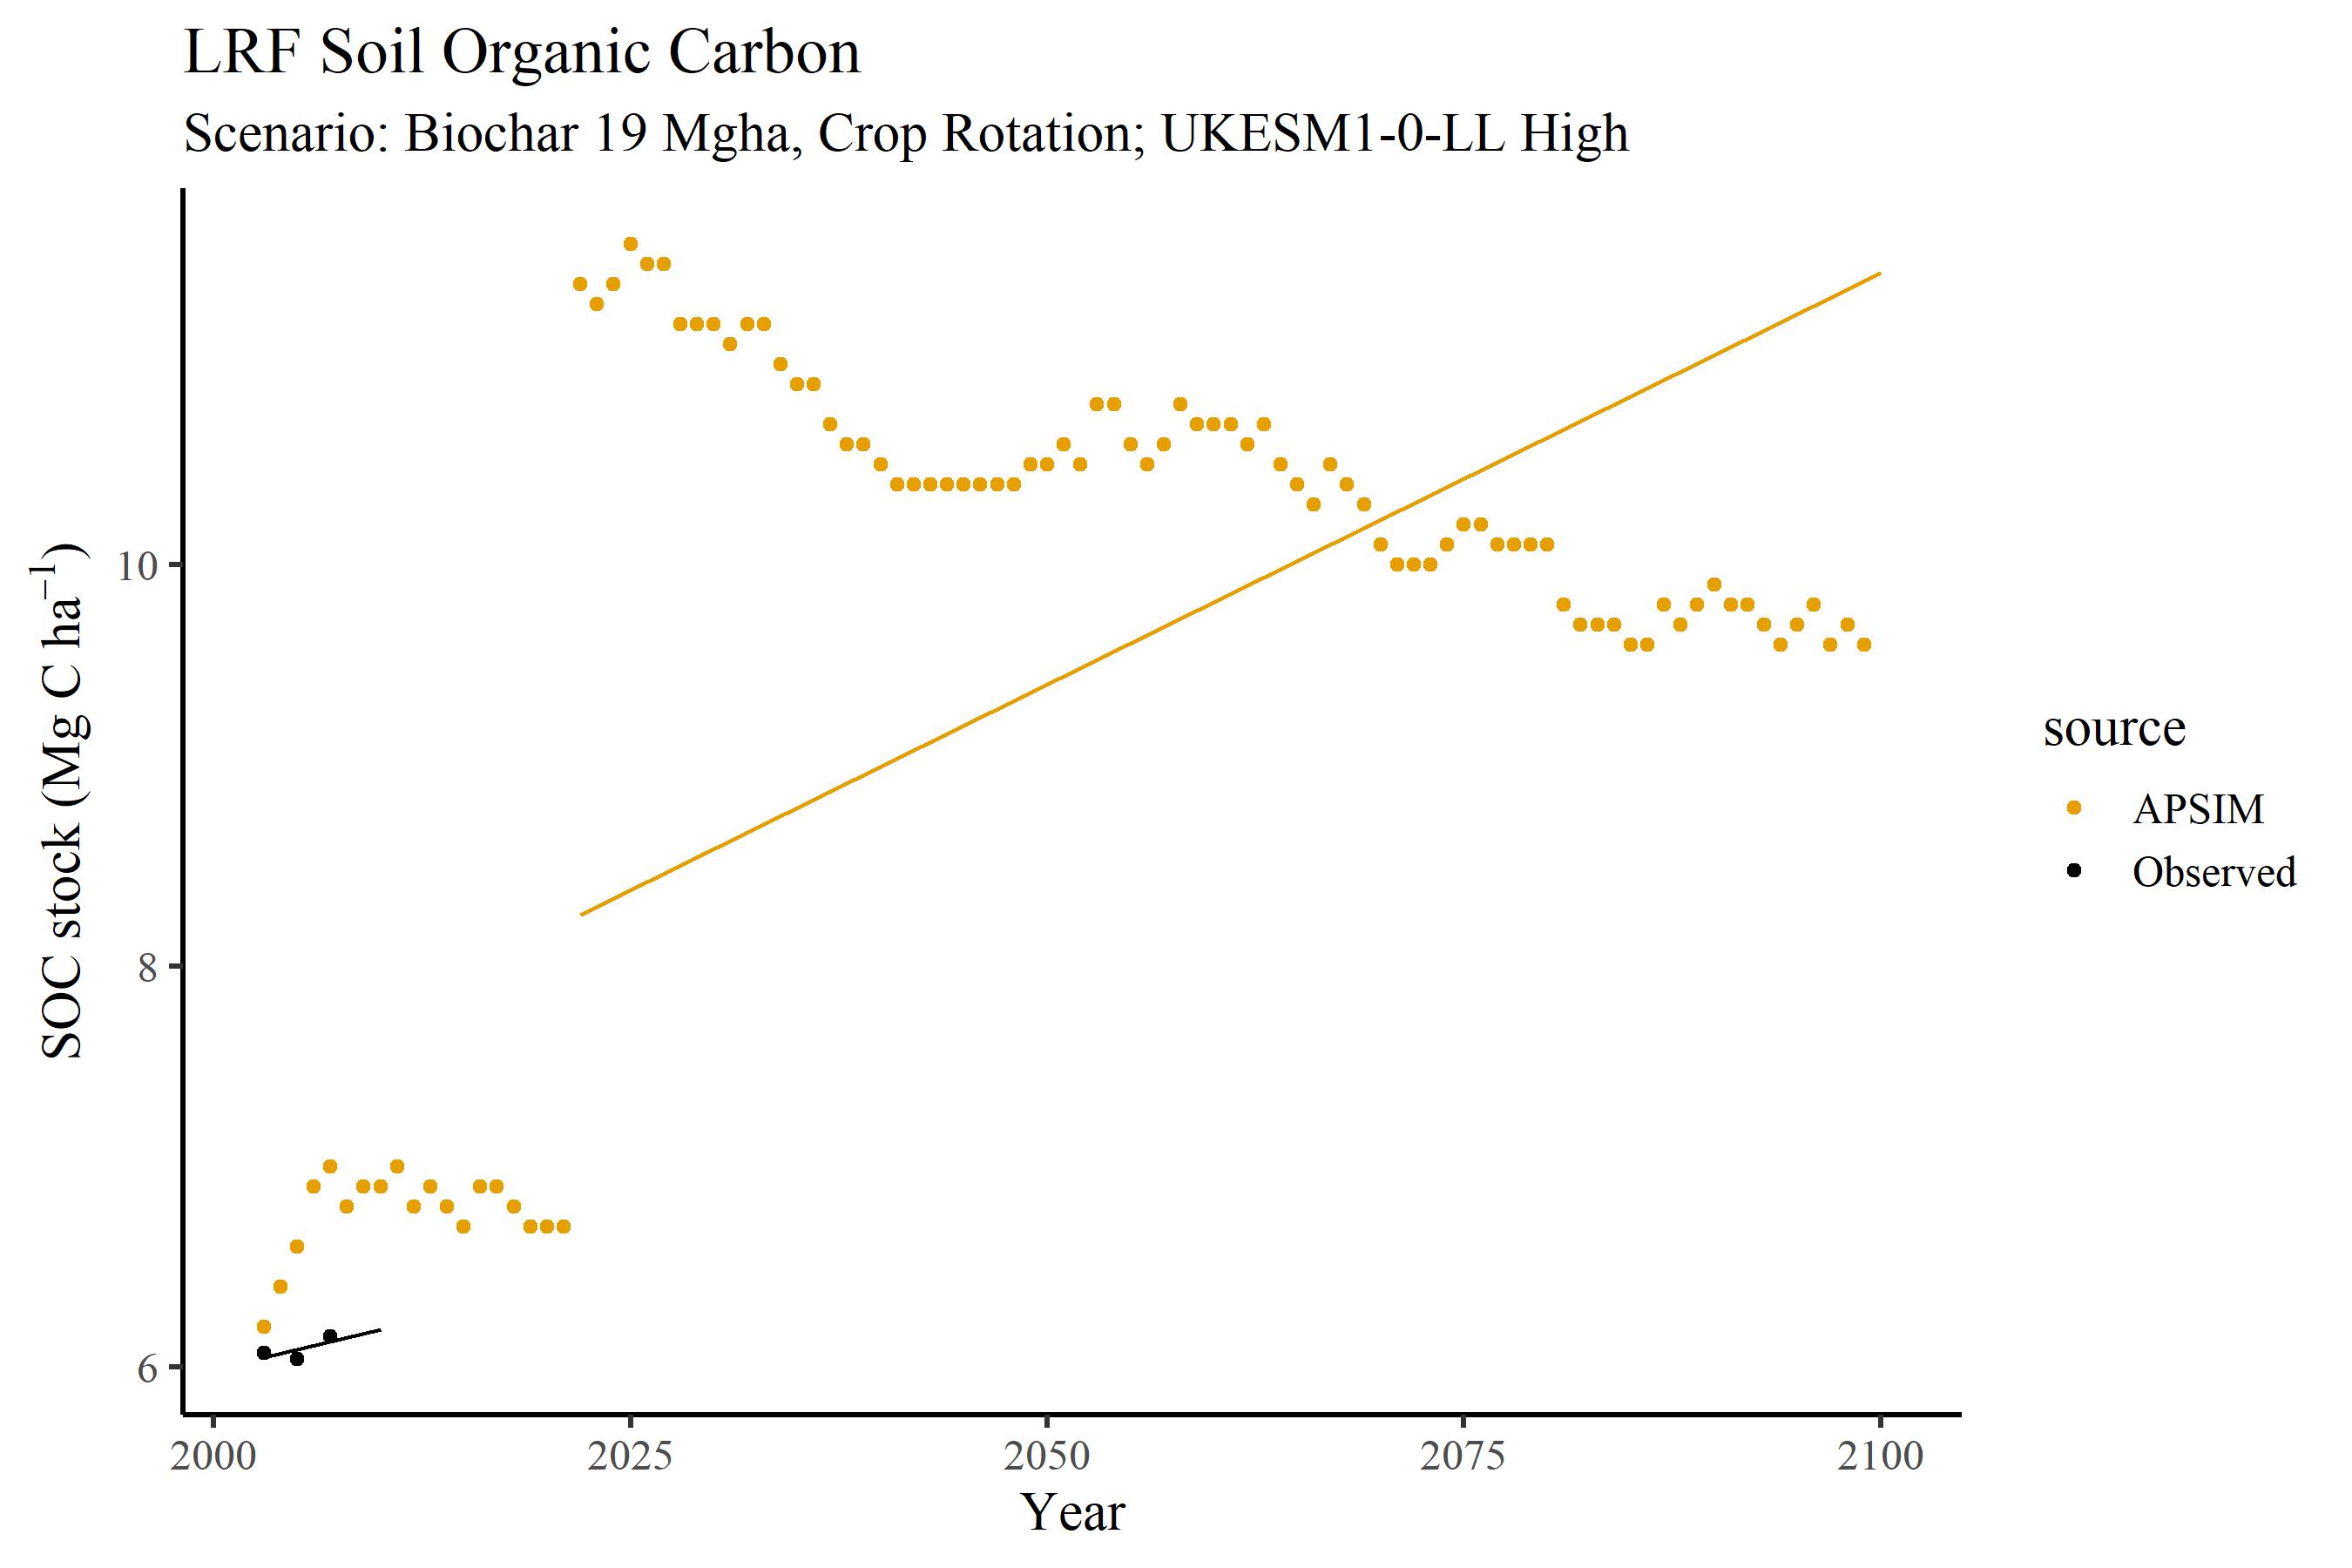 LRF Soil Organic Carbon
Scenario: Biochar 19 Mgha, Crop Rotation; UKESM1-0-LL High
SOC stock (Mg C ha⁻¹)
10
8
6
2000 2025 2050 2075 2100
Year
source
APSIM
Observed